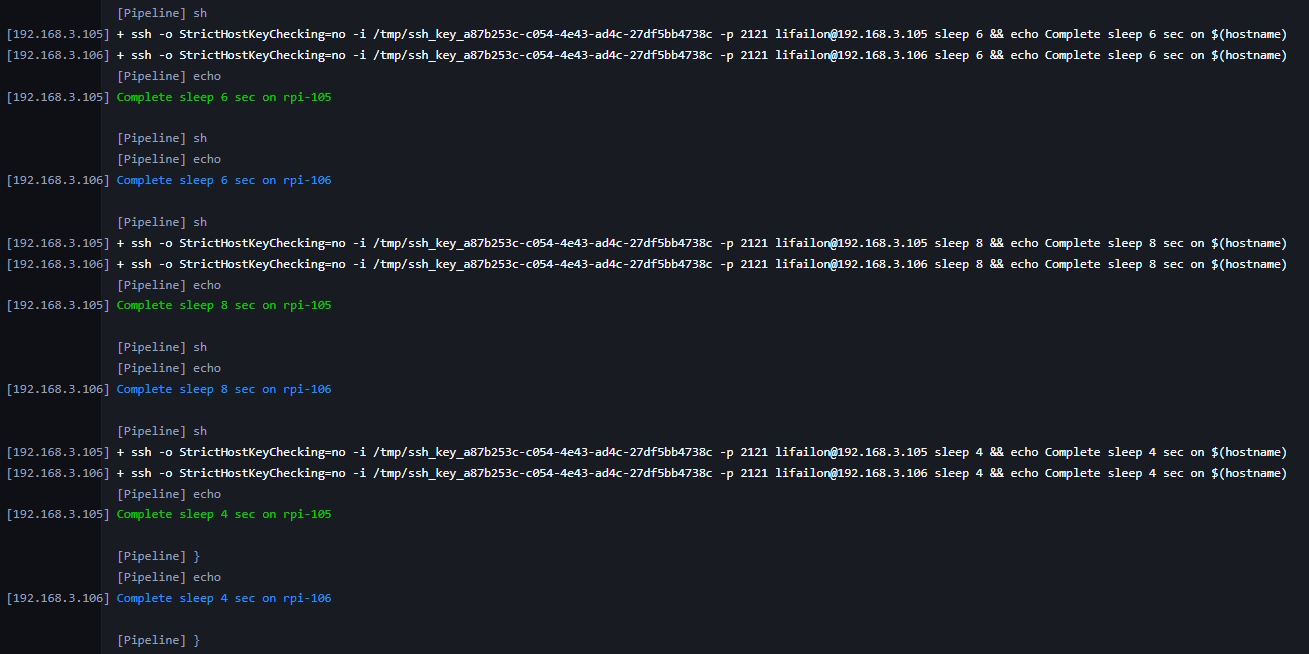 [Pipeline] sh
[192.168.3.105] + ssh -o StrictHostKeyChecking=no -i /tmp/ssh_key_a87b253c-c054-4e43-ad4c-27df5bb4738c -p 2121 lifailon@192.168.3.105 sleep 6 && echo Complete sleep 6 sec on $(hostname)
[192.168.3.106] + ssh -o StrictHostKeyChecking=no -i /tmp/ssh_key_a87b253c-c054-4e43-ad4c-27df5bb4738c -p 2121 lifailon@192.168.3.106 sleep 6 && echo Complete sleep 6 sec on $(hostname)
[Pipeline] echo
[192.168.3.105] Complete sleep 6 sec on rpi-105
[Pipeline] sh
[Pipeline] echo
[192.168.3.106] Complete sleep 6 sec on rpi-106
[Pipeline] sh
[192.168.3.105] + ssh -o StrictHostKeyChecking=no -i /tmp/ssh_key_a87b253c-c054-4e43-ad4c-27df5bb4738c -p 2121 lifailon@192.168.3.105 sleep 8 && echo Complete sleep 8 sec on $(hostname)
[192.168.3.106] + ssh -o StrictHostKeyChecking=no -i /tmp/ssh_key_a87b253c-c054-4e43-ad4c-27df5bb4738c -p 2121 lifailon@192.168.3.106 sleep 8 && echo Complete sleep 8 sec on $(hostname)
[Pipeline] echo
[192.168.3.105] Complete sleep 8 sec on rpi-105
[Pipeline] sh
[Pipeline] echo
[192.168.3.106] Complete sleep 8 sec on rpi-106
[Pipeline] sh
[192.168.3.105] + ssh -o StrictHostKeyChecking=no -i /tmp/ssh_key_a87b253c-c054-4e43-ad4c-27df5bb4738c -p 2121 lifailon@192.168.3.105 sleep 4 && echo Complete sleep 4 sec on $(hostname)
[192.168.3.106] + ssh -o StrictHostKeyChecking=no -i /tmp/ssh_key_a87b253c-c054-4e43-ad4c-27df5bb4738c -p 2121 lifailon@192.168.3.106 sleep 4 && echo Complete sleep 4 sec on $(hostname)
[Pipeline] echo
[192.168.3.105] Complete sleep 4 sec on rpi-105
[Pipeline] }
[Pipeline] echo
[192.168.3.106] Complete sleep 4 sec on rpi-106
[Pipeline] }